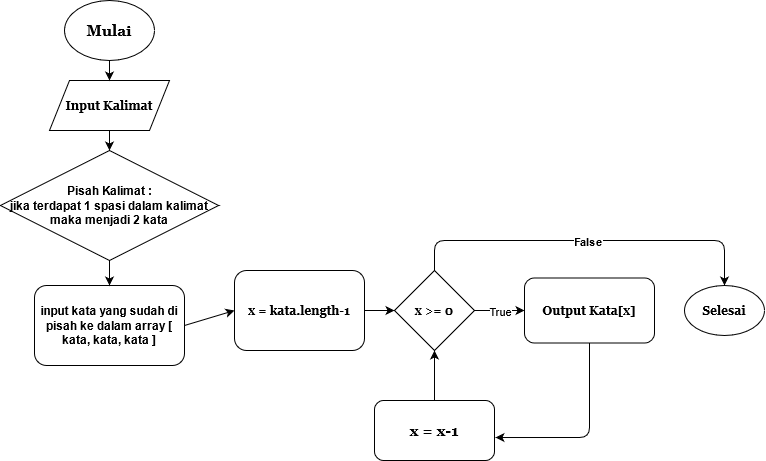 Mulai
Input Kalimat
Pisah Kalimat :
jika terdapat 1 spasi dalam kalimat
maka menjadi 2 kata
input kata yang sudah di
pisah ke dalam array [
kata, kata, kata ]
x = kata.length-1
x >= 0
True
False
Output Kata[x]
Selesai
x = x-1